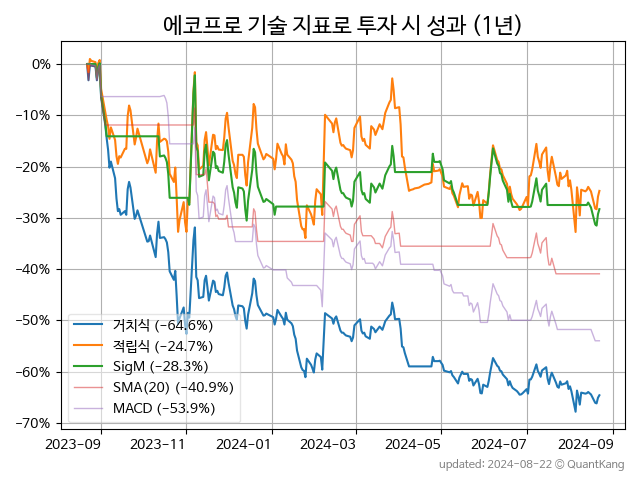 에코프로 기술 지표로 투자 시 성과 (1년)
0%
−10%
−20%
−30%
−40%
−50%
−60%
−70%
거치식 (−64.6%)
적립식 (−24.7%)
SigM (−28.3%)
SMA(20) (−40.9%)
MACD (−53.9%)
2023−09 2023−11 2024−01 2024−03 2024−05 2024−07 2024−09
updated: 2024-08-22 © QuantKang